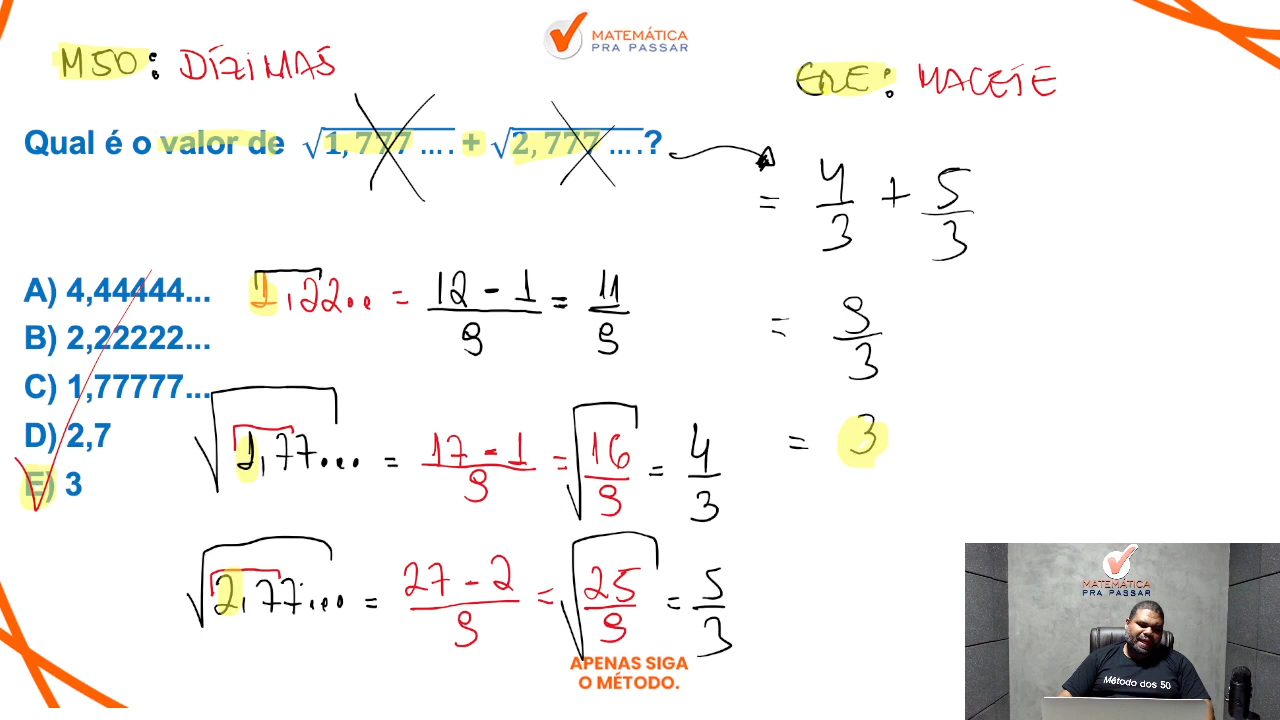 MATEMÁTICA
PRA PASSAR
M50: DÍZIMAS
ENE: MACETE
Qual é o valor de √1,777.... + √2,777....?
= 4/3 + 5/3
= 9/3
= 3
A) 4,44444...
B) 2,22222...
C) 1,77777...
D) 2,7
E) 3
1,22.. = 12 - 1/9 = 11/9
√1,77... = 17 - 1/9 = √16/9 = 4/3
√2,77... = 27 - 2/9 = √25/9 = 5/3
APENAS SIGA
O MÉTODO.
MATEMÁTICA
PRA PASSAR
Método dos 50